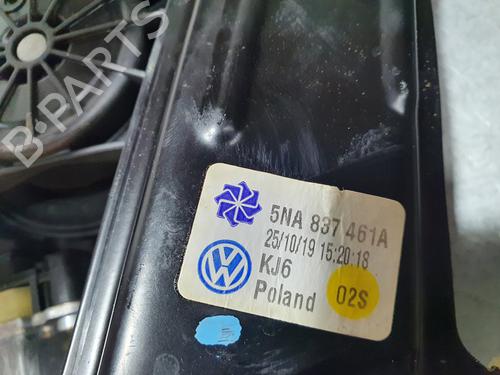 B-PARTS
5NA 837 461A
25/10/19 15:20:18
KJ6
Poland 02S